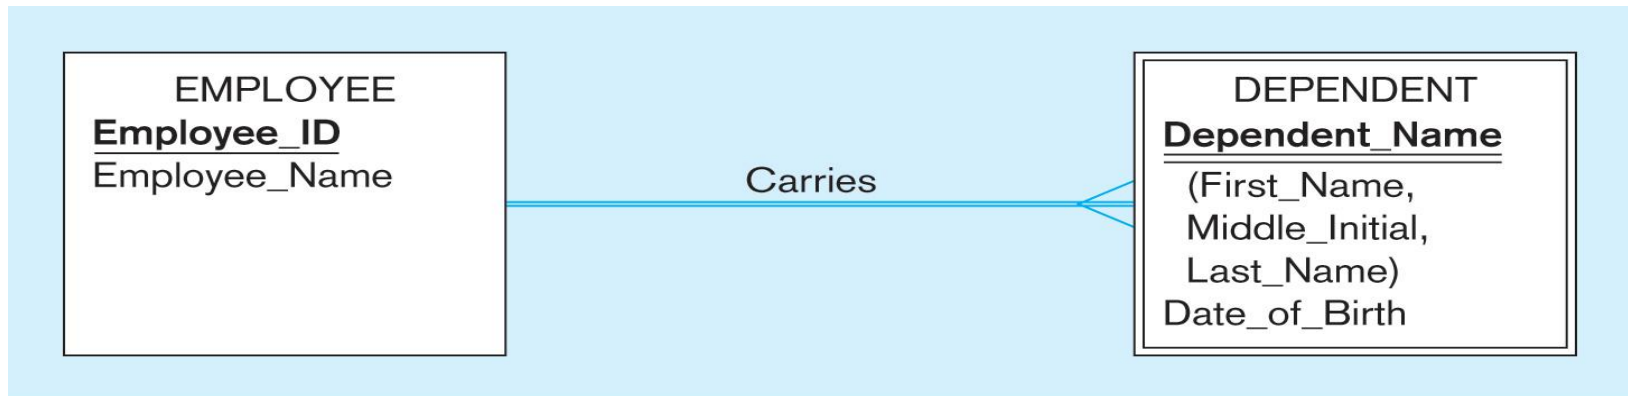 EMPLOYEE
Employee_ID
Employee_Name
Carries
DEPENDENT
Dependent_Name
(First_Name,
Middle_Initial,
Last_Name)
Date_of_Birth